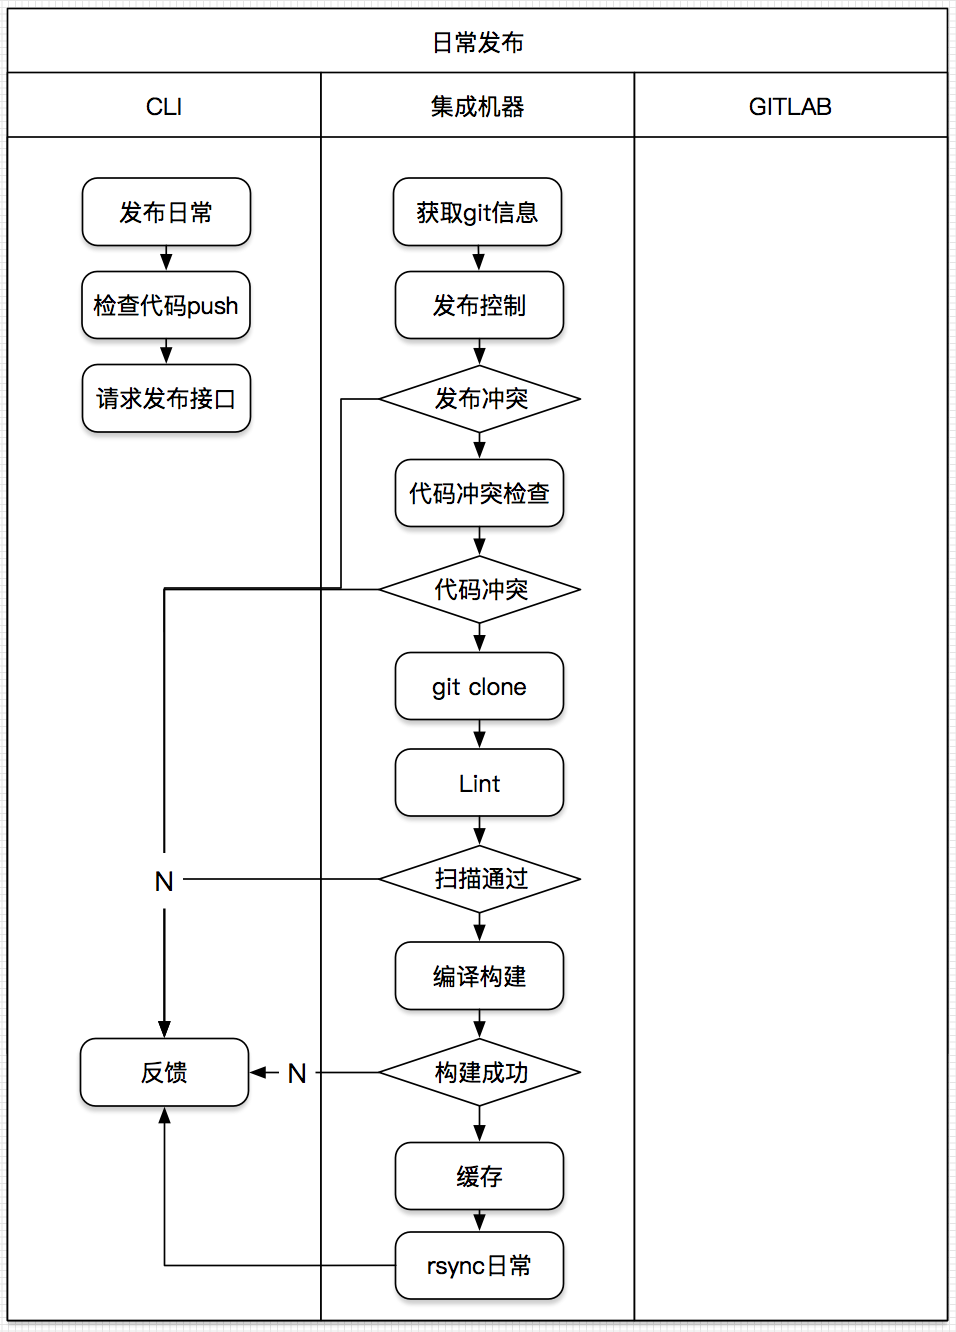 日常发布
CLI
集成机器
GITLAB
发布日常
检查代码push
请求发布接口
获取git信息
发布控制
发布冲突
代码冲突检查
代码冲突
git clone
Lint
扫描通过
N
编译构建
构建成功
N
反馈
缓存
rsync日常